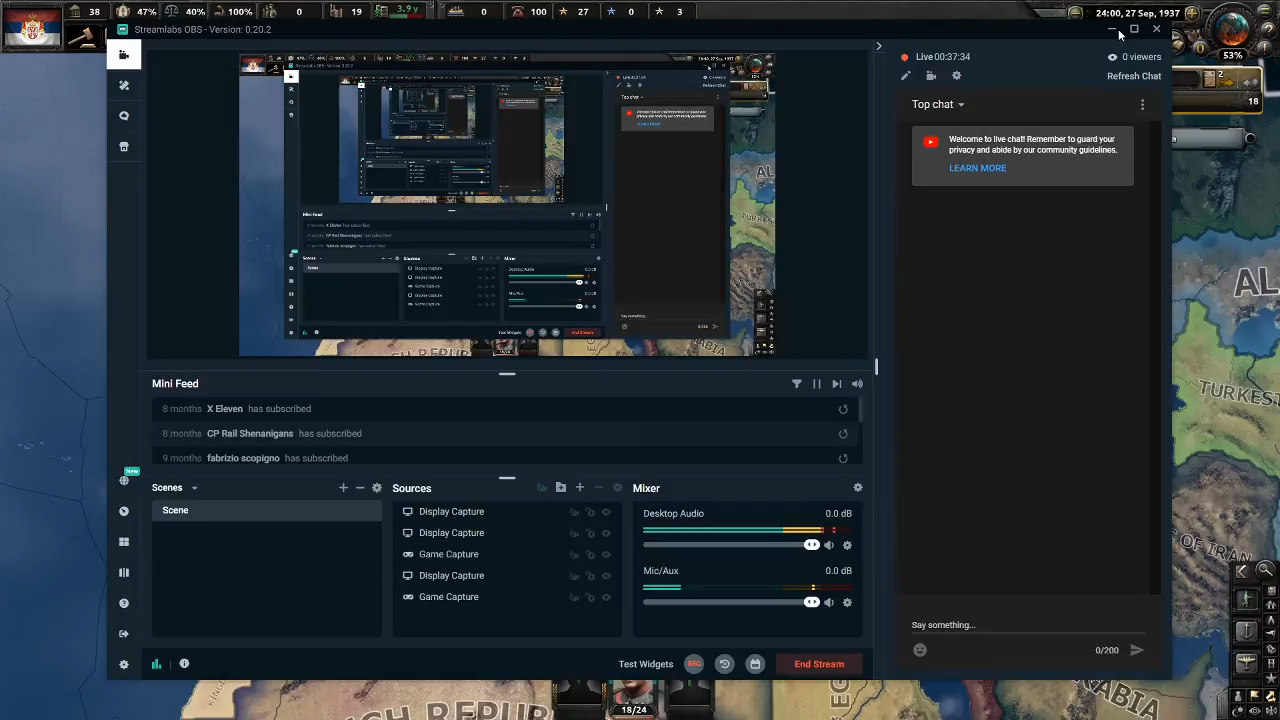 38
40%
100%
0
19
3.9 y
0
100
27
0
3
24:00, 27 Sep, 1937
53%
Streamlabs OBS - Version: 0.20.2
Live 00:37:34
0 viewers
Refresh Chat
Top chat
Welcome to live chat! Remember to guard your
privacy and abide by our community guidelines.
LEARN MORE
2
18
Mini Feed
8 months X Eleven has subscribed
8 months CP Rail Shenanigans has subscribed
9 months fabrizio scopigno has subscribed
New
Scenes
Scene
Sources
Display Capture
Display Capture
Game Capture
Display Capture
Game Capture
Mixer
Desktop Audio 0.0 dB
Mic/Aux 0.0 dB
Say something...
0/200
Test Widgets
REC
End Stream
18/24
AL
TURKEST
OF IRAN